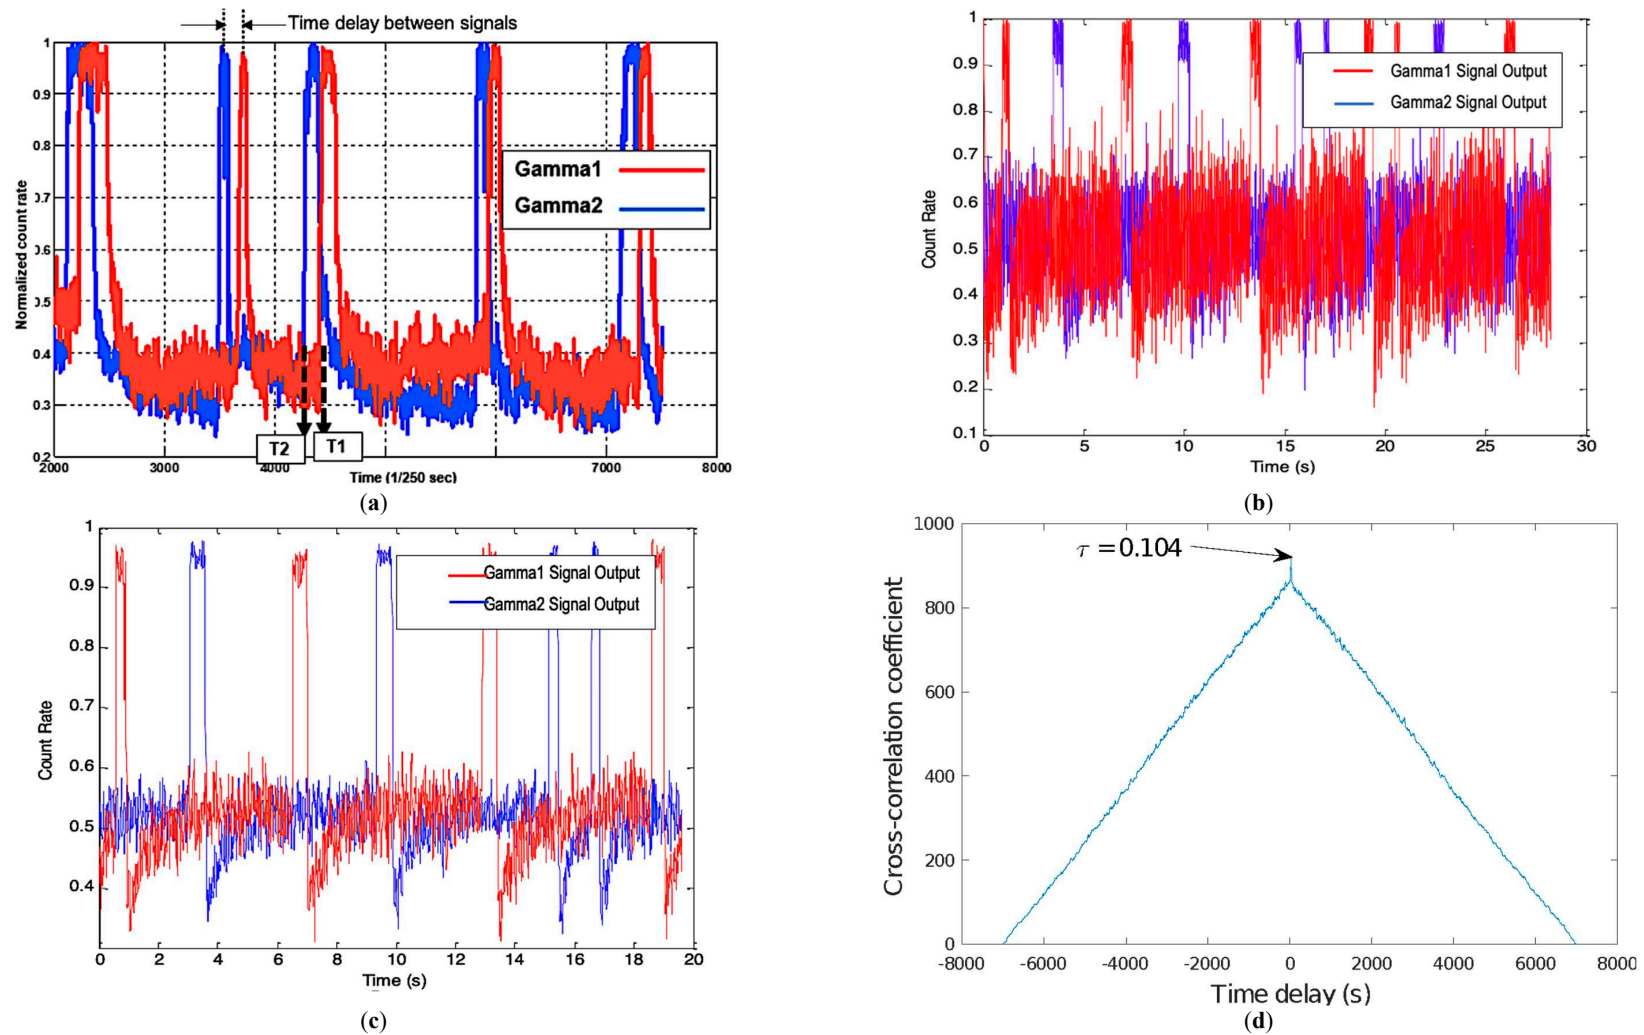 Time delay between signals
1
0.9
0.8
0.7
0.6
0.5
0.4
0.3
0.2
Normalized count rate
Gamma1
Gamma2
T2
T1
2000 3000 4000 7000 8000
Time (1/250 sec)
(a)
1
0.9
0.8
0.7
0.6
0.5
0.4
0.3
0.2
0.1
Count Rate
Gamma1 Signal Output
Gamma2 Signal Output
0 5 10 15 20 25 30
Time (s)
(b)
1
0.9
0.8
0.7
0.6
0.5
0.4
Count Rate
Gamma1 Signal Output
Gamma2 Signal Output
0 2 4 6 8 10 12 14 16 18 20
Time (s)
(c)
1000
800
600
400
200
0
Cross-correlation coefficient
τ = 0.104
-8000 -6000 -4000 -2000 0 2000 4000 6000 8000
Time delay (s)
(d)